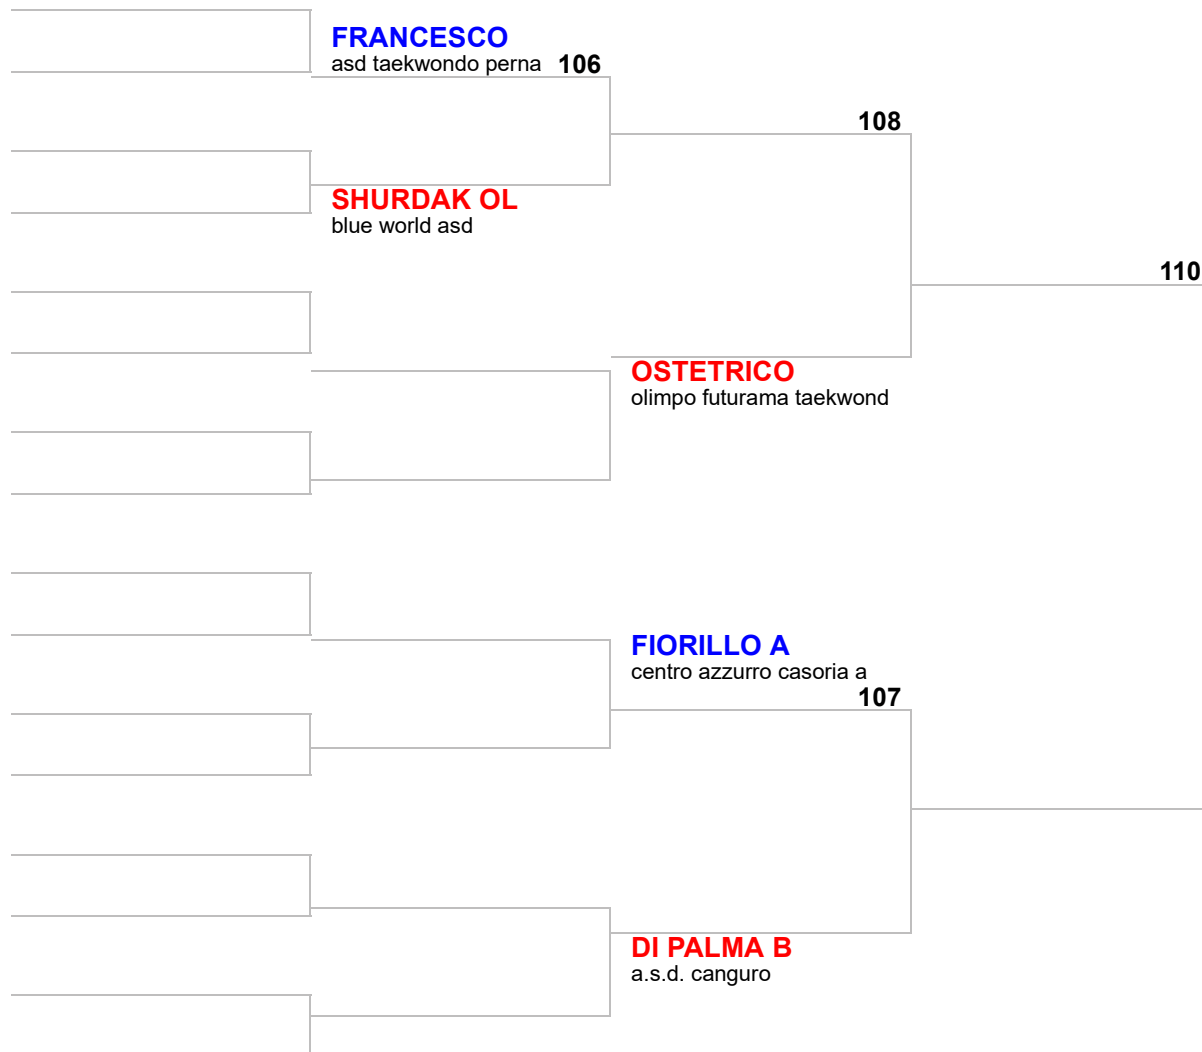 FRANCESCO
asd taekwondo perna 106
108
SHURDAK OL
blue world asd
110
OSTETRICO
olimpo futurama taekwond
FIORILLO A
centro azzurro casoria a
107
DI PALMA B
a.s.d. canguro